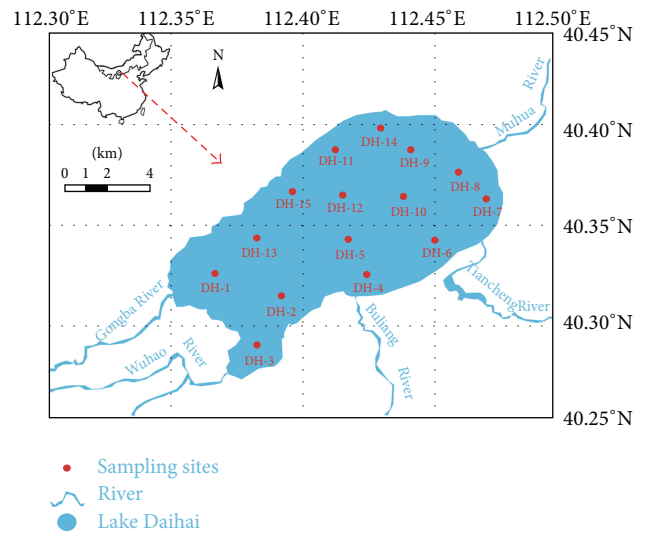 112.30°E 112.35°E 112.40°E 112.45°E 112.50°E
40.45°N
N
River
Muhua
40.40°N
DH-14
DH-11
DH-9
(km)
0 1 2 4
DH-8
DH-15
DH-12
DH-10
DH-7
40.35°N
DH-13
DH-5
DH-6
DH-1
DH-4
TianchengRiver
DH-2
Gongba River
Buliang
River
40.30°N
Wuhao
River
DH-3
40.25°N
Sampling sites
River
Lake Daihai